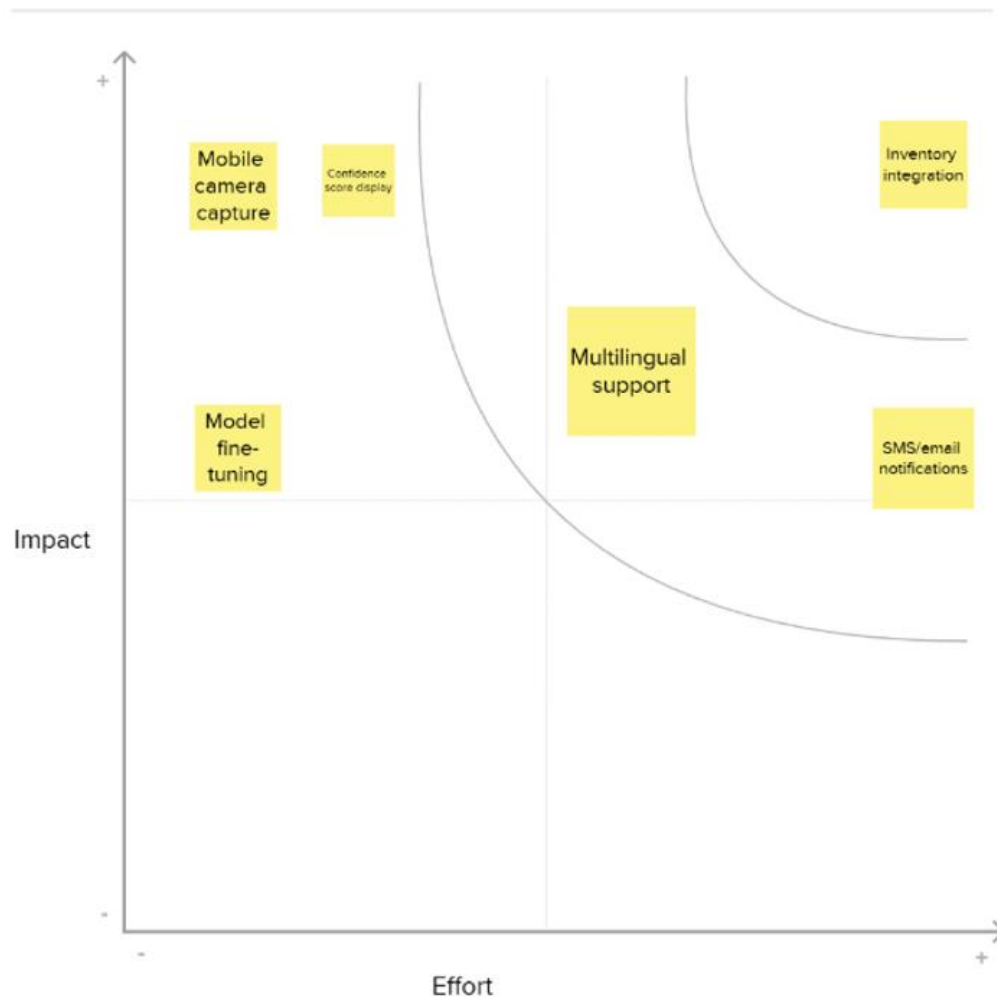 +
Mobile
camera
capture
Confidence
score display
Inventory
integration
Multilingual
support
Model
fine-
tuning
SMS/email
notifications
Impact
-
-
+
Effort